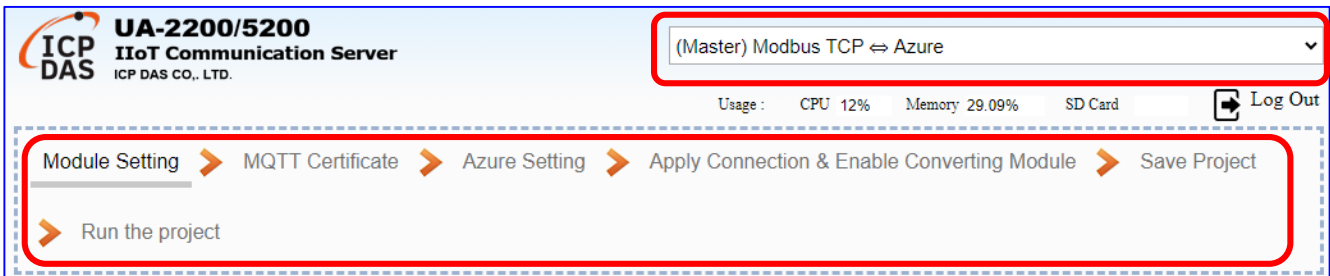 ICP
DAS
UA-2200/5200
IIoT Communication Server
ICP DAS CO,. LTD.
(Master) Modbus TCP ⇔ Azure
Usage : CPU 12% Memory 29.09% SD Card Log Out
Module Setting MQTT Certificate Azure Setting Apply Connection & Enable Converting Module Save Project
Run the project